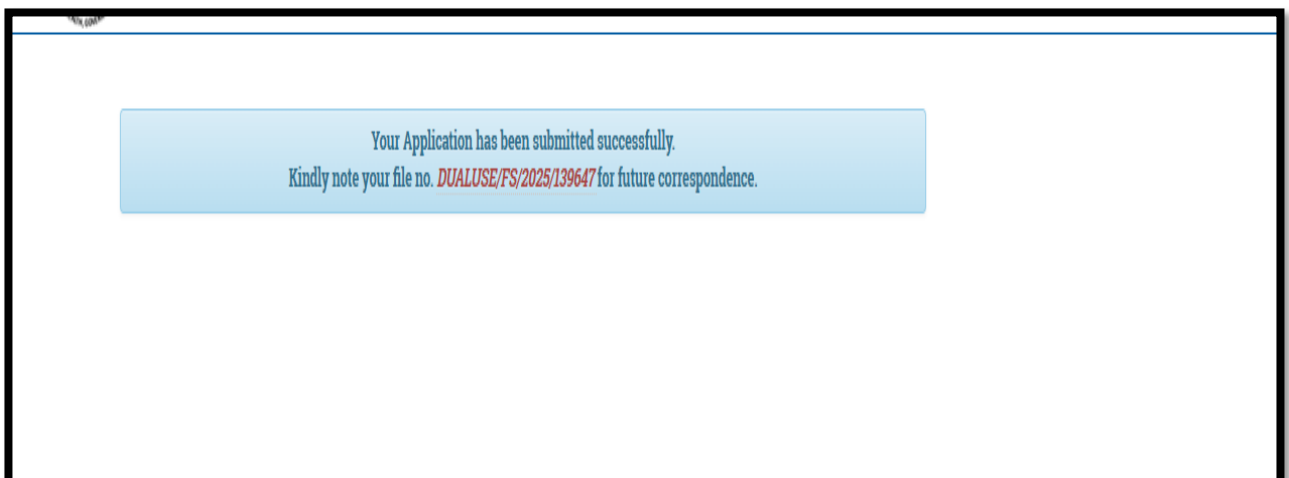 Your Application has been submitted successfully.
Kindly note your file no. DUALUSE/FS/2025/139647 for future correspondence.